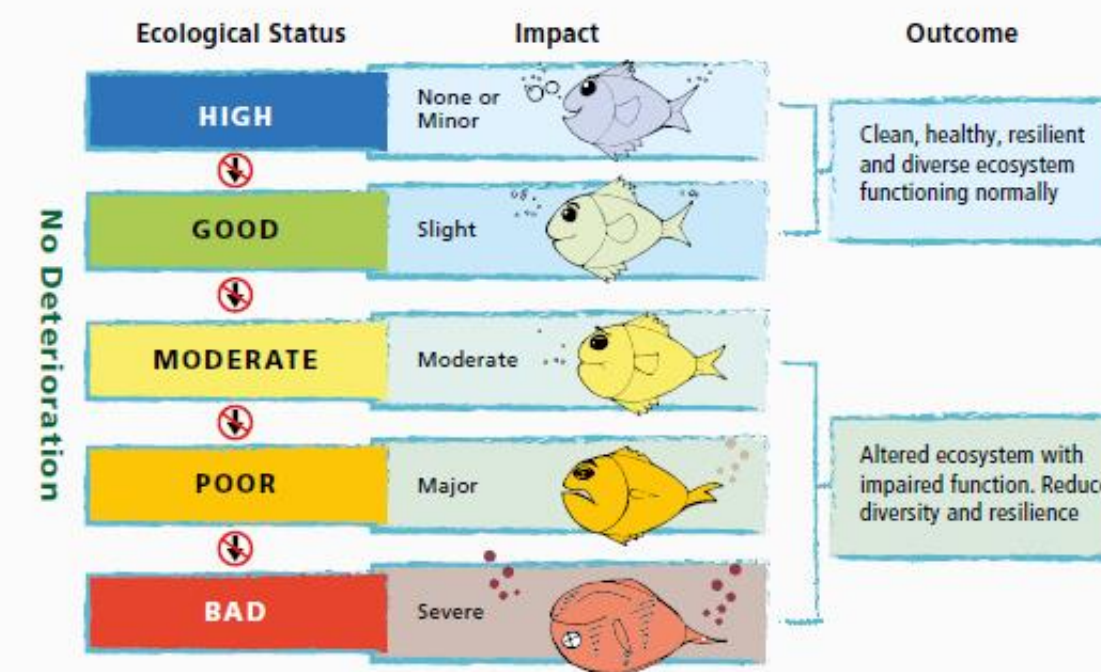 Ecological Status
Impact
Outcome
No Deterioration
HIGH
None or
Minor
Clean, healthy, resilient
and diverse ecosystem
functioning normally
GOOD
Slight
MODERATE
Moderate
POOR
Major
Altered ecosystem with
impaired function. Reduc
diversity and resilience
BAD
Severe